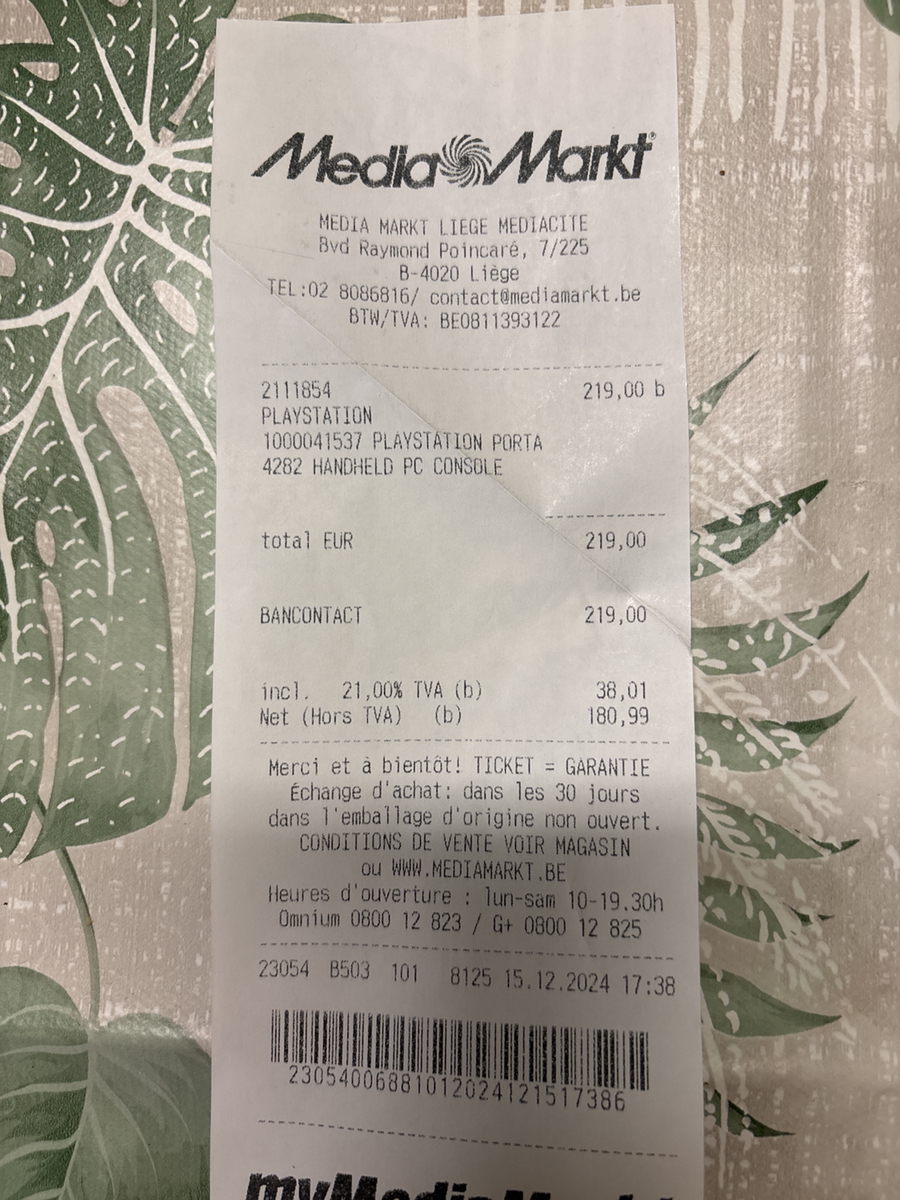 MediaMarkt®
MEDIA MARKT LIEGE MEDIACITE
Bvd Raymond Poincaré, 7/225
B-4020 Liège
TEL:02 8086816/ contact@mediamarkt.be
BTW/TVA: BE0811393122
2111854 219,00 b
PLAYSTATION
1000041537 PLAYSTATION PORTA
4282 HANDHELD PC CONSOLE
total EUR 219,00
BANCONTACT 219,00
incl. 21,00% TVA (b) 38,01
Net (Hors TVA) (b) 180,99
Merci et à bientôt! TICKET = GARANTIE
Échange d'achat: dans les 30 jours
dans l'emballage d'origine non ouvert.
CONDITIONS DE VENTE VOIR MAGASIN
ou WWW.MEDIAMARKT.BE
Heures d'ouverture : lun-sam 10-19.30h
Omnium 0800 12 823 / G+ 0800 12 825
23054 B503 101 8125 15.12.2024 17:38
23054006881012024121517386
myMediaMarkt